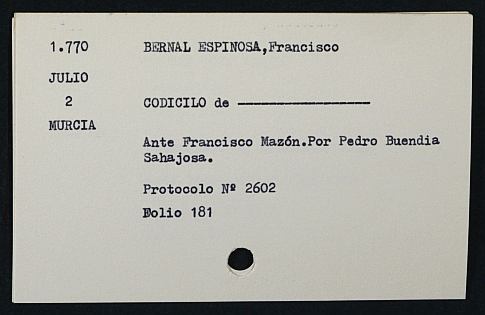 1.770 BERNAL ESPINOSA,Francisco
JULIO
2 CODICILO de --------------------
MURCIA
Ante Francisco Mazón.Por Pedro Buendia
Sahajosa.
Protocolo Nº 2602
Folio 181